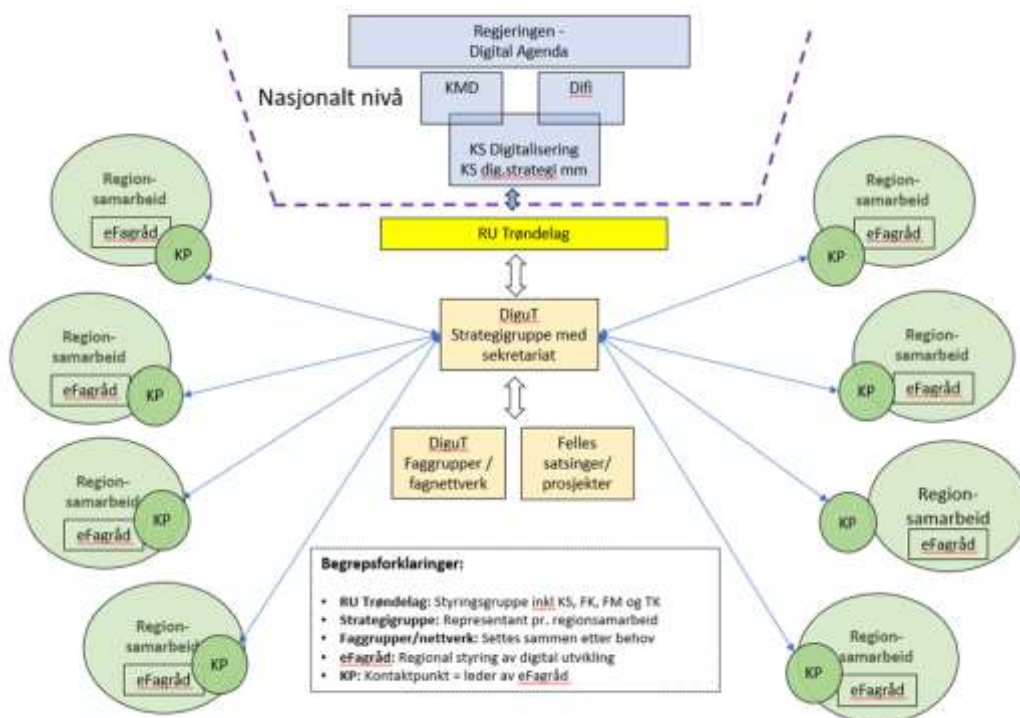 Regjeringen -
Digital Agenda
Nasjonalt nivå
KMD
Difi
KS Digitalisering
KS dig.strategi mm
RU Trøndelag
DiguT
Strategigruppe med
sekretariat
DiguT
Faggrupper /
fagnettverk
Felles
satsinger/
prosjekter
Region-
samarbeid
eFagråd
KP
Region-
samarbeid
eFagråd
KP
Region-
samarbeid
eFagråd
KP
Region-
samarbeid
eFagråd
KP
Region-
samarbeid
eFagråd
KP
Region-
samarbeid
eFagråd
KP
Region-
samarbeid
eFagråd
KP
Region-
samarbeid
eFagråd
KP
Begrepsforklaringer:
• RU Trøndelag: Styringsgruppe inkl KS, FK, FM og TK
• Strategigruppe: Representant pr. regionsamarbeid
• Faggrupper/nettverk: Settes sammen etter behov
• eFagråd: Regional styring av digital utvikling
• KP: Kontaktpunkt = leder av eFagråd